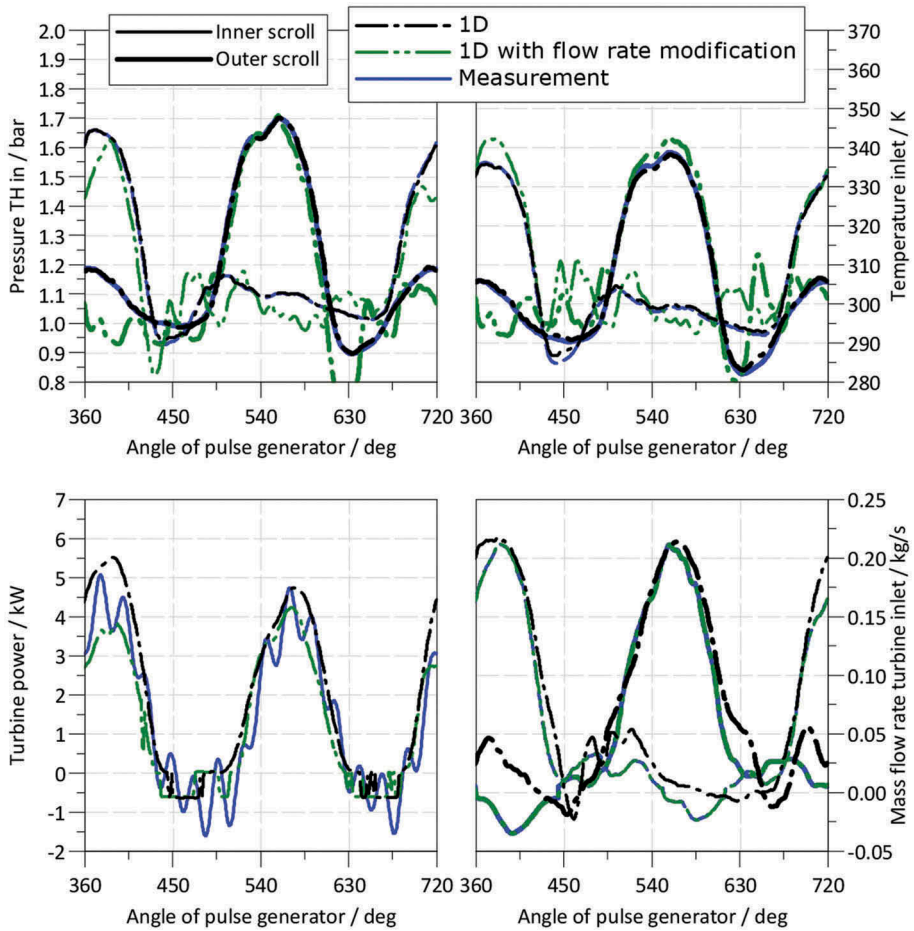 Inner scroll
Outer scroll
1D
1D with flow rate modification
Measurement
2.0
1.9
1.8
1.7
1.6
1.5
1.4
1.3
1.2
1.1
1.0
0.9
0.8
Pressure TH in / bar
360 450 540 630 720
Angle of pulse generator / deg
370
360
350
340
330
320
310
300
290
280
Temperature inlet / K
360 450 540 630 720
Angle of pulse generator / deg
7
6
5
4
3
2
1
0
-1
-2
Turbine power / kW
360 450 540 630 720
Angle of pulse generator / deg
0.25
0.20
0.15
0.10
0.05
0.00
-0.05
Mass flow rate turbine inlet / kg/s
360 450 540 630 720
Angle of pulse generator / deg